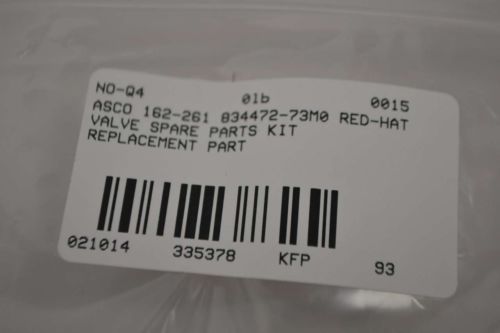 NO-Q4 01b 0015
ASCO 162-261 834472-73M0 RED-HAT
VALVE SPARE PARTS KIT
REPLACEMENT PART
021014 335378 KFP 93